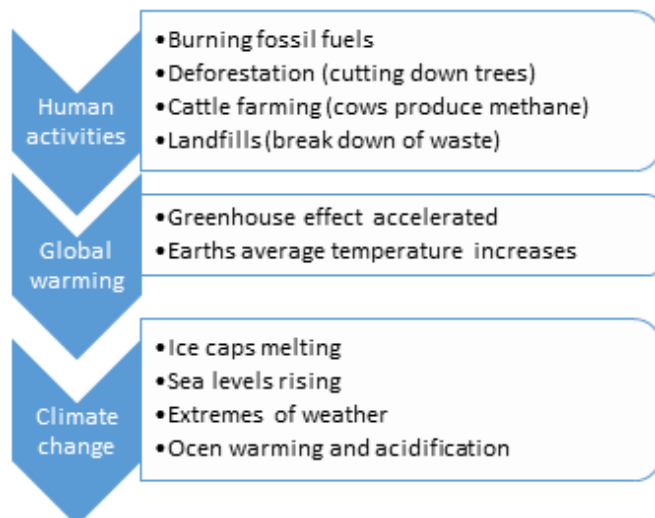 Human
activities
•Burning fossil fuels
•Deforestation (cutting down trees)
•Cattle farming (cows produce methane)
•Landfills (break down of waste)
Global
warming
•Greenhouse effect accelerated
•Earths average temperature increases
Climate
change
•Ice caps melting
•Sea levels rising
•Extremes of weather
•Ocen warming and acidification